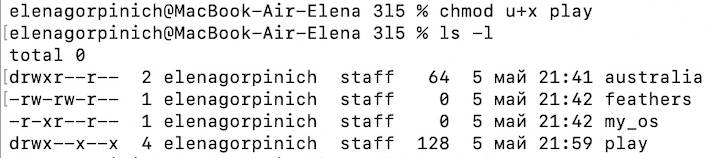 elenagorpinich@MacBook-Air-Elena 3l5 % chmod u+x play
[elenagorpinich@MacBook-Air-Elena 3l5 % ls -l
total 0
[drwxr--r--  2 elenagorpinich  staff   64  5 май 21:41 australia
[-rw-rw-r--  1 elenagorpinich  staff    0  5 май 21:42 feathers
-r-xr--r--  1 elenagorpinich  staff    0  5 май 21:42 my_os
drwx--x--x  4 elenagorpinich  staff  128  5 май 21:59 play